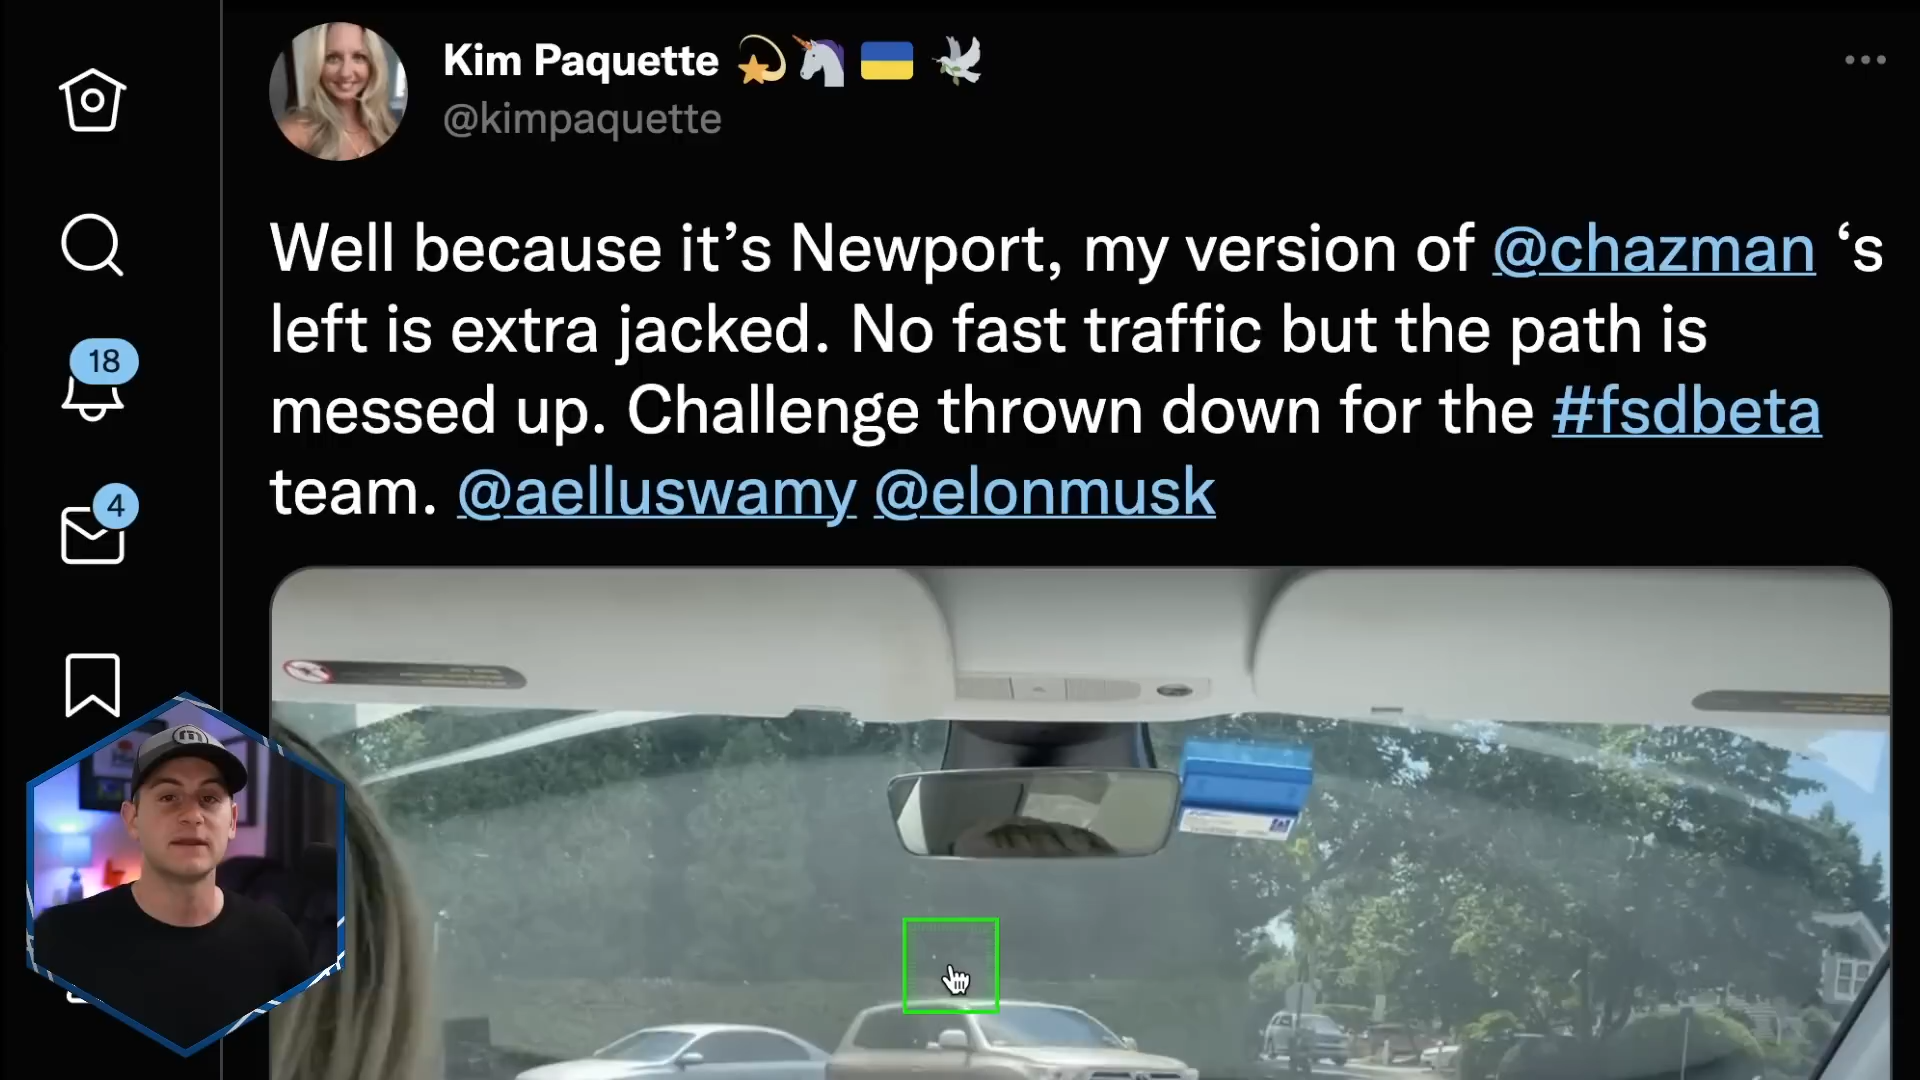 Kim Paquette
@kimpaquette
Well because it’s Newport, my version of @chazman ‘s
left is extra jacked. No fast traffic but the path is
messed up. Challenge thrown down for the #fsdbeta
team. @aelluswamy @elonmusk
18
4